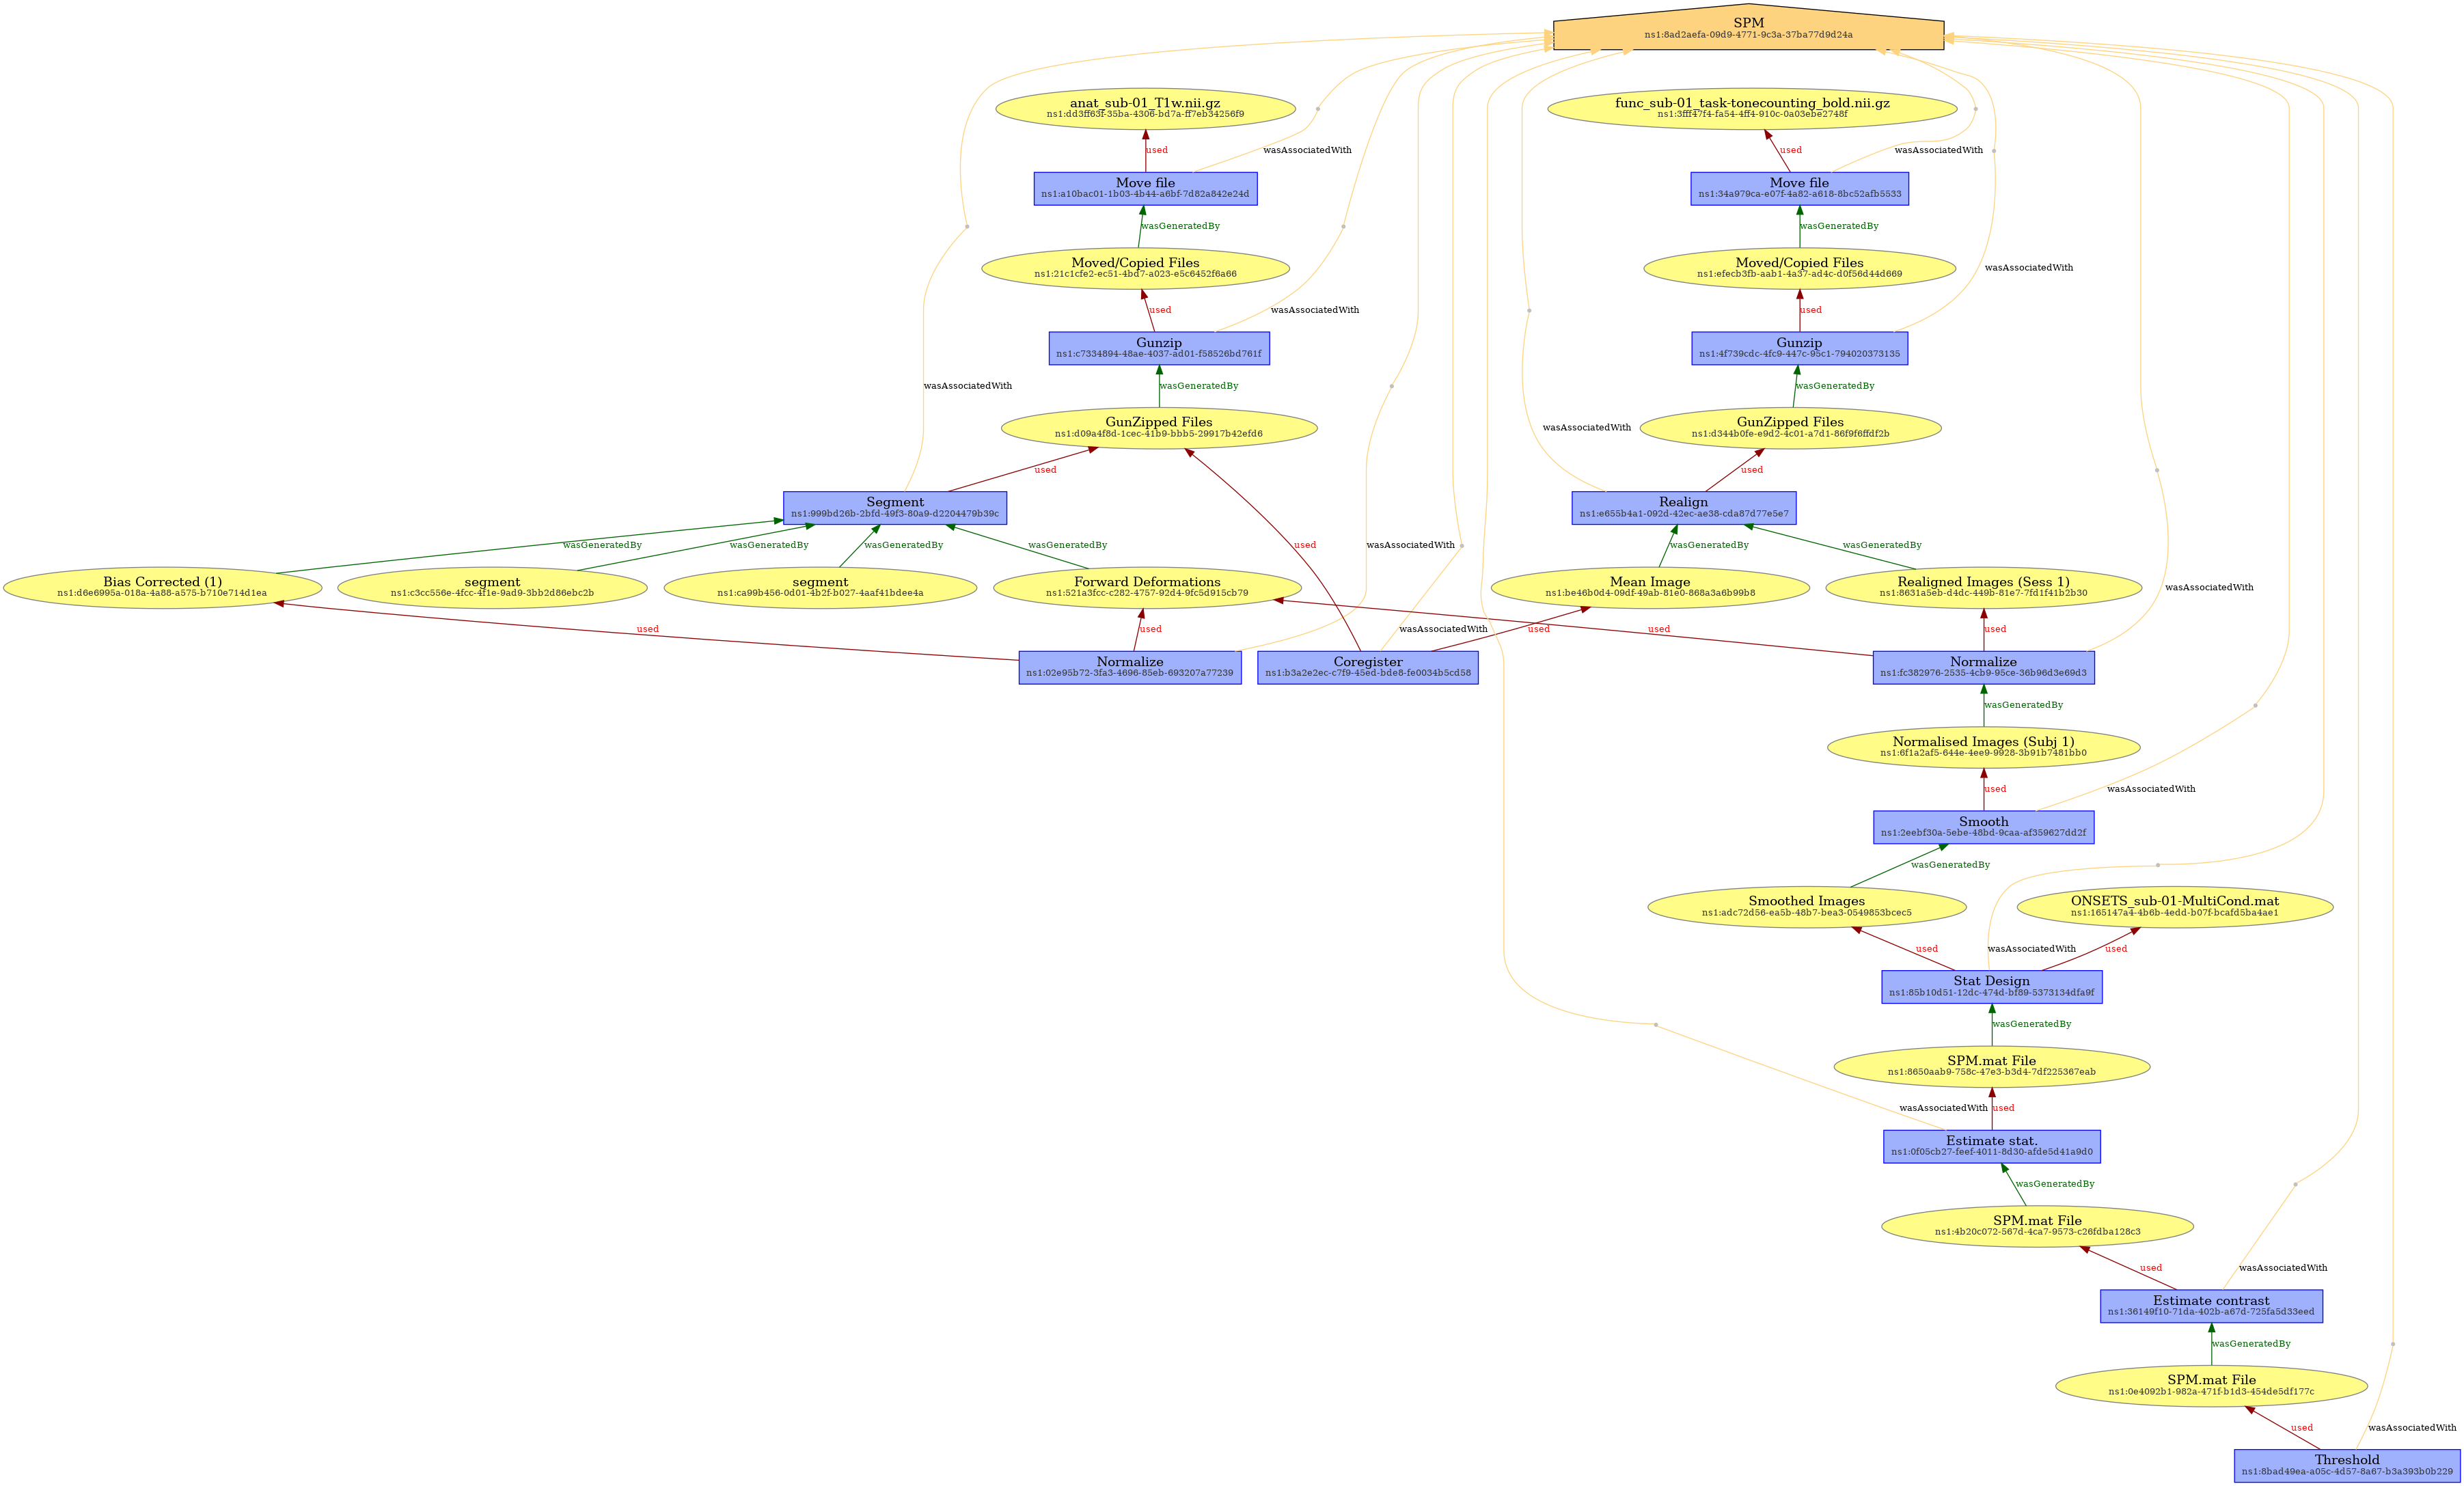 SPM
ns1:8ad2aefa-09d9-4771-9c3a-37ba77d9d24a
anat_sub-01_T1w.nii.gz
ns1:dd3ff63f-35ba-4306-bd7a-ff7eb34256f9
func_sub-01_task-tonecounting_bold.nii.gz
ns1:3fff47f4-fa54-4ff4-910c-0a03ebe2748f
used
wasAssociatedWith
used
wasAssociatedWith
Move file
ns1:a10bac01-1b03-4b44-a6bf-7d82a842e24d
Move file
ns1:34a979ca-e07f-4a82-a618-8bc52afb5533
wasGeneratedBy
wasGeneratedBy
Moved/Copied Files
ns1:21c1cfe2-ec51-4bd7-a023-e5c6452f6a66
Moved/Copied Files
ns1:efecb3fb-aab1-4a37-ad4c-d0f56d44d669
wasAssociatedWith
used
wasAssociatedWith
used
Gunzip
ns1:c7334894-48ae-4037-ad01-f58526bd761f
Gunzip
ns1:4f739cdc-4fc9-447c-95c1-794020373135
wasAssociatedWith
wasGeneratedBy
wasGeneratedBy
GunZipped Files
ns1:d09a4f8d-1cec-41b9-bbb5-29917b42efd6
GunZipped Files
ns1:d344b0fe-e9d2-4c01-a7d1-86f9f6ffdf2b
wasAssociatedWith
used
used
Segment
ns1:999bd26b-2bfd-49f3-80a9-d2204479b39c
Realign
ns1:e655b4a1-092d-42ec-ae38-cda87d77e5e7
wasGeneratedBy
wasGeneratedBy
wasGeneratedBy
wasGeneratedBy
used
wasAssociatedWith
wasGeneratedBy
wasGeneratedBy
Bias Corrected (1)
ns1:d6e6995a-018a-4a88-a575-b710e714d1ea
segment
ns1:c3cc556e-4fcc-4f1e-9ad9-3bb2d86ebc2b
segment
ns1:ca99b456-0d01-4b2f-b027-4aaf41bdee4a
Forward Deformations
ns1:521a3fcc-c282-4757-92d4-9fc5d915cb79
Mean Image
ns1:be46b0d4-09df-49ab-81e0-868a3a6b99b8
Realigned Images (Sess 1)
ns1:8631a5eb-d4dc-449b-81e7-7fd1f41b2b30
wasAssociatedWith
used
used
wasAssociatedWith
used
used
used
Normalize
ns1:02e95b72-3fa3-4696-85eb-693207a77239
Coregister
ns1:b3a2e2ec-c7f9-45ed-bde8-fe0034b5cd58
Normalize
ns1:fc382976-2535-4cb9-95ce-36b96d3e69d3
wasGeneratedBy
Normalised Images (Subj 1)
ns1:6f1a2af5-644e-4ee9-9928-3b91b7481bb0
used
wasAssociatedWith
Smooth
ns1:2eebf30a-5ebe-48bd-9caa-af359627dd2f
wasGeneratedBy
Smoothed Images
ns1:adc72d56-ea5b-48b7-bea3-0549853bcec5
ONSETS_sub-01-MultiCond.mat
ns1:165147a4-4b6b-4edd-b07f-bcafd5ba4ae1
used
wasAssociatedWith
used
Stat Design
ns1:85b10d51-12dc-474d-bf89-5373134dfa9f
wasGeneratedBy
SPM.mat File
ns1:8650aab9-758c-47e3-b3d4-7df225367eab
wasAssociatedWith
used
Estimate stat.
ns1:0f05cb27-feef-4011-8d30-afde5d41a9d0
wasGeneratedBy
SPM.mat File
ns1:4b20c072-567d-4ca7-9573-c26fdba128c3
used
wasAssociatedWith
Estimate contrast
ns1:36149f10-71da-402b-a67d-725fa5d33eed
wasGeneratedBy
SPM.mat File
ns1:0e4092b1-982a-471f-b1d3-454de5df177c
used
wasAssociatedWith
Threshold
ns1:8bad49ea-a05c-4d57-8a67-b3a393b0b229